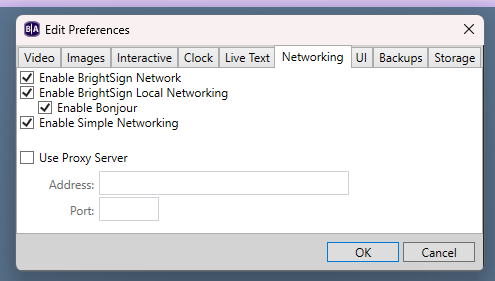 B|A Edit Preferences
Video Images Interactive Clock Live Text Networking UI Backups Storage
Enable BrightSign Network
Enable BrightSign Local Networking
Enable Bonjour
Enable Simple Networking
Use Proxy Server
Address:
Port:
OK Cancel